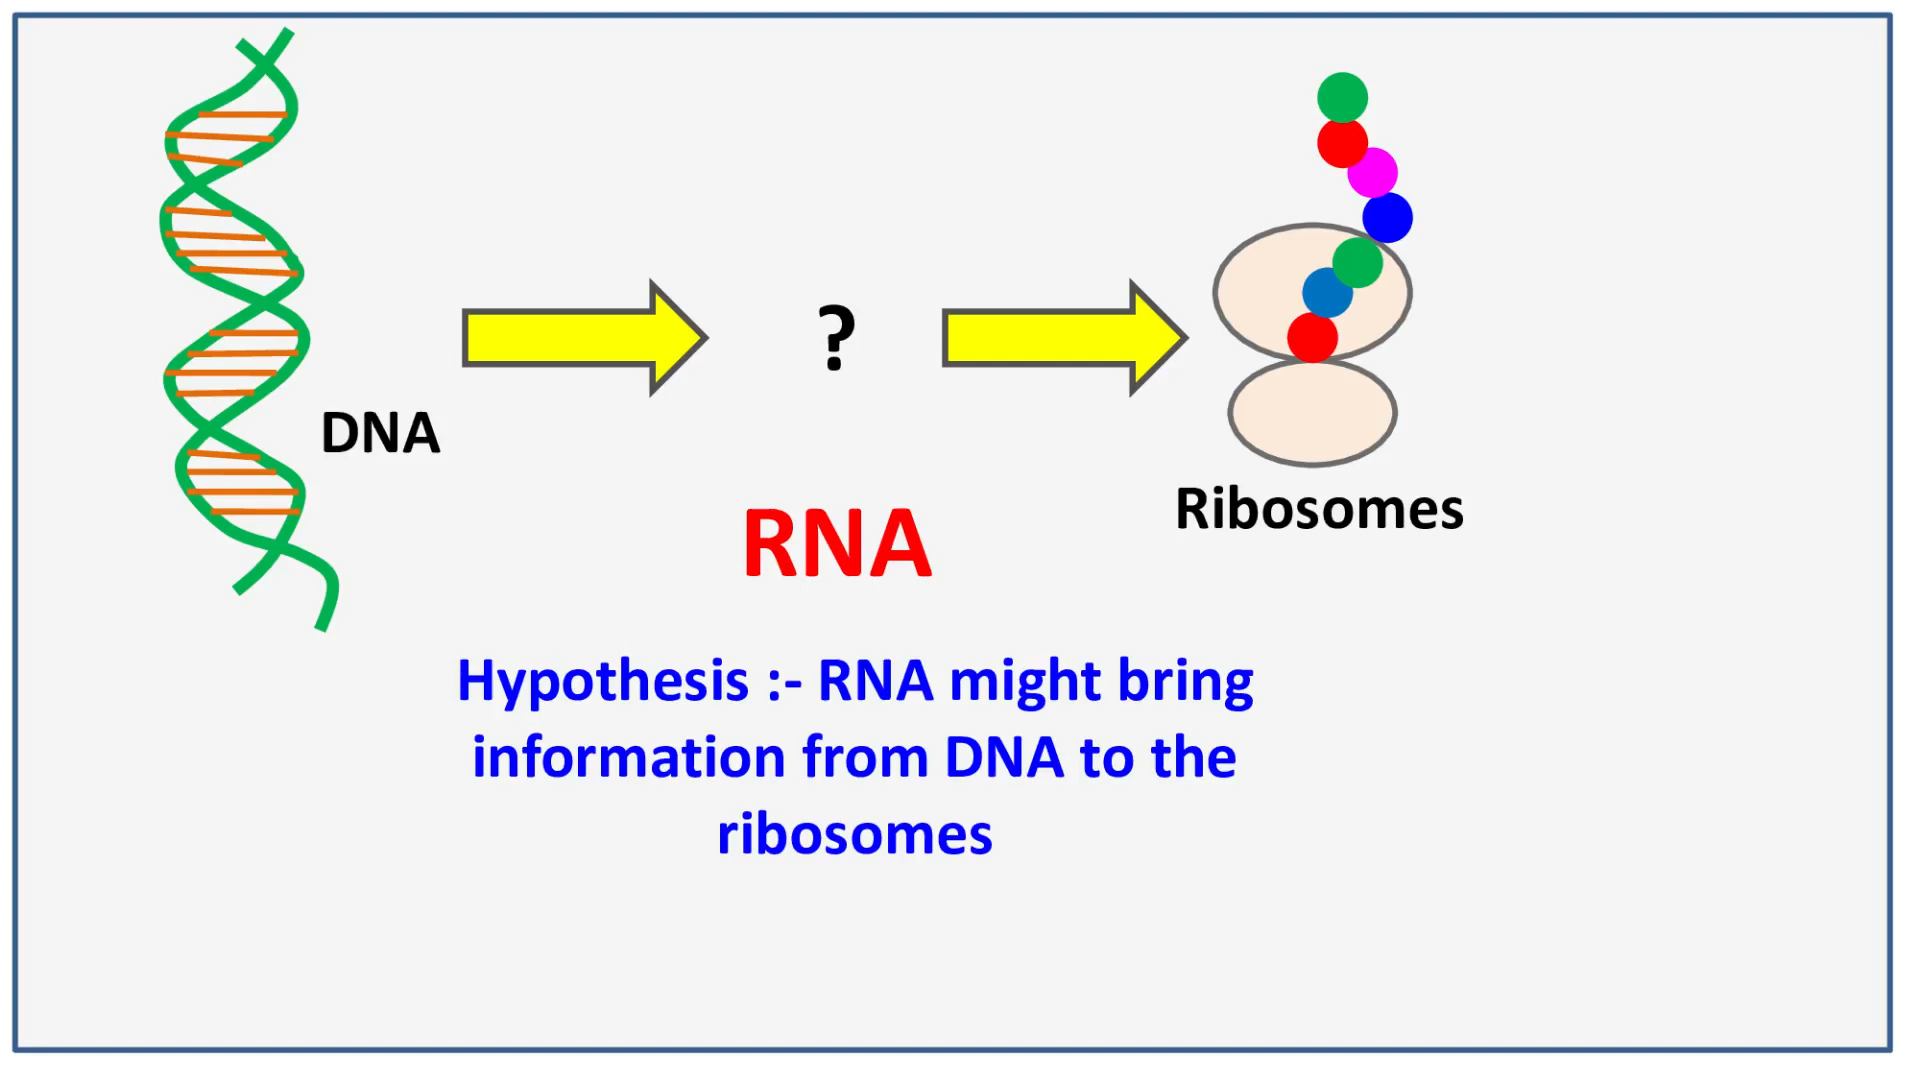 DNA
?
Ribosomes
RNA
Hypothesis :- RNA might bring
information from DNA to the
ribosomes